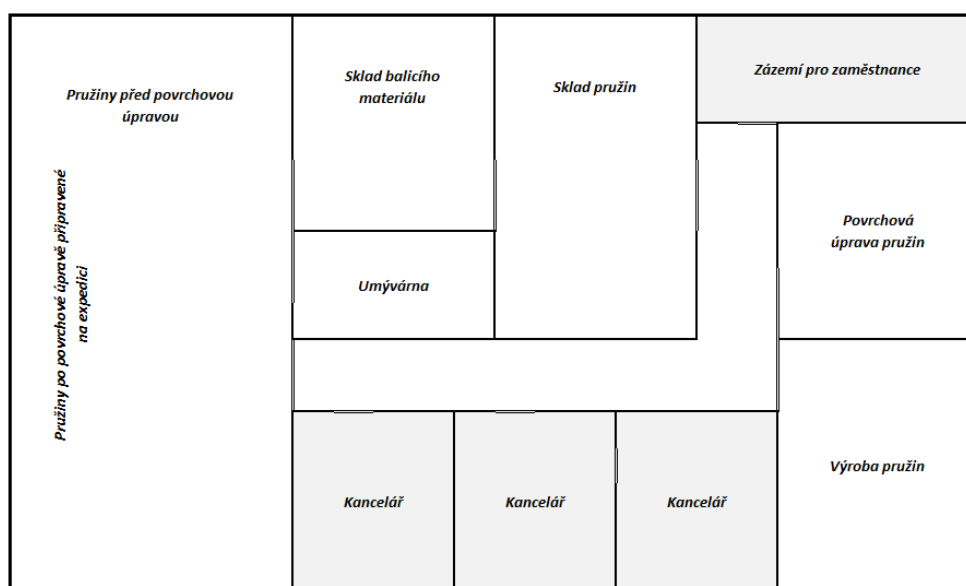 Pružiny před povrchovou
úpravou
Pružiny po povrchové úpravě připravené
na expedici
Sklad balicího
materiálu
Sklad pružin
Zázemí pro zaměstnance
Umývárna
Povrchová
úprava pružin
Výroba pružin
Kancelář
Kancelář
Kancelář